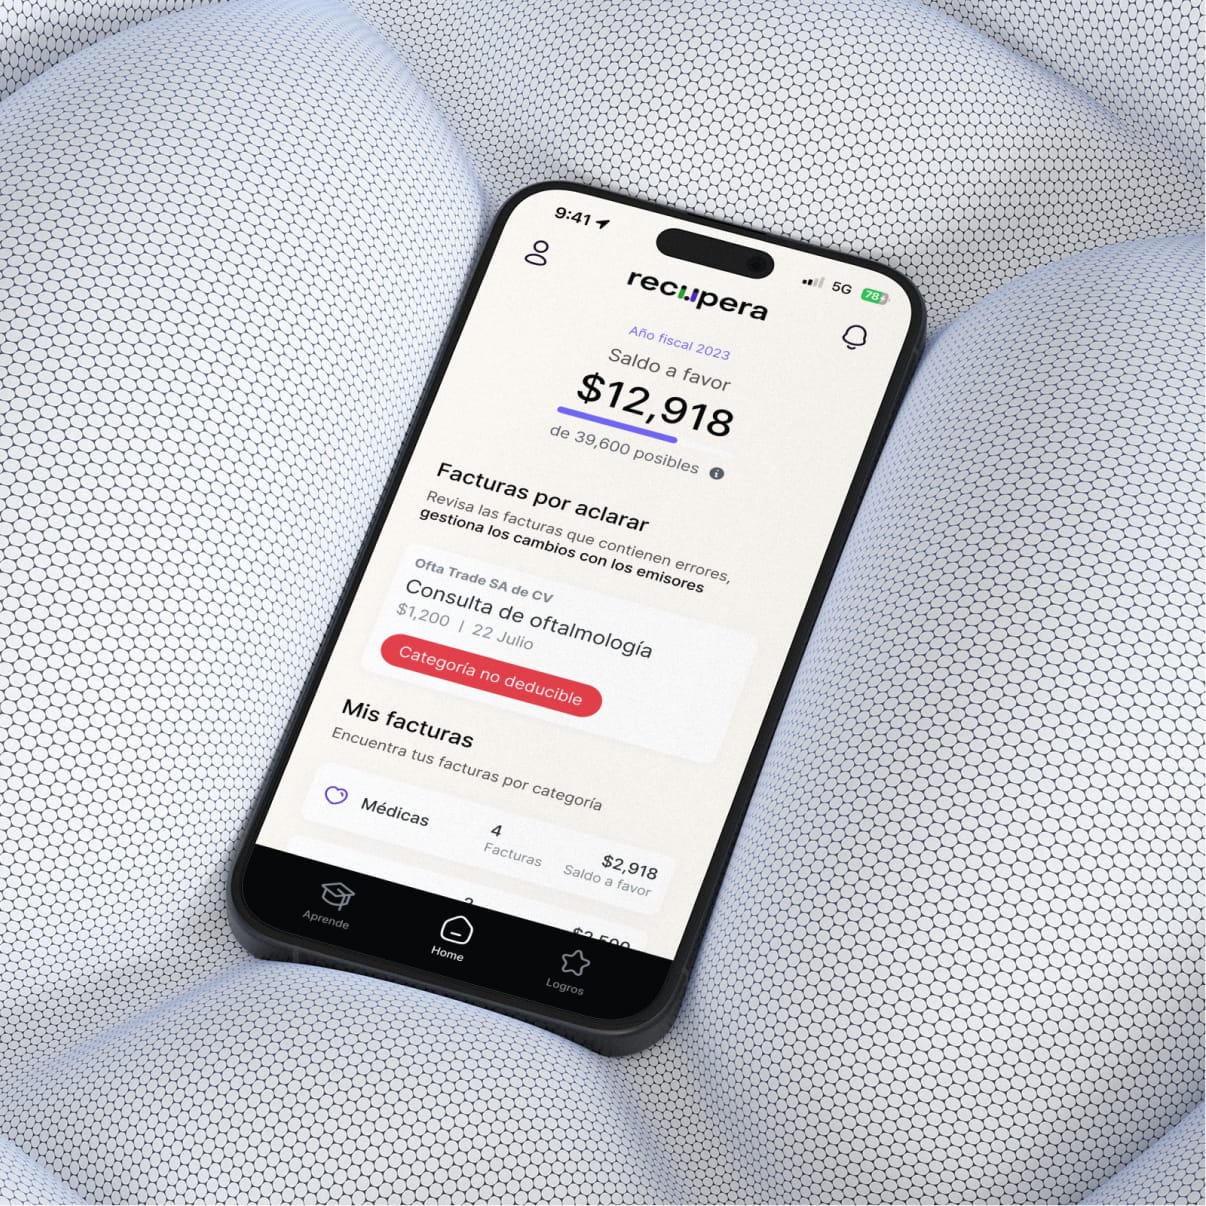 9:41
5G
78
recupera
Año fiscal 2023
Saldo a favor
$12,918
de 39,600 posibles
Facturas por aclarar
Revisa las facturas que contienen errores,
gestiona los cambios con los emisores
Ofta Trade SA de CV
Consulta de oftalmología
$1,200 | 22 Julio
Categoría no deducible
Mis facturas
Encuentra tus facturas por categoría
Médicas
4
Facturas
$2,918
Saldo a favor
Aprende
Home
Logros